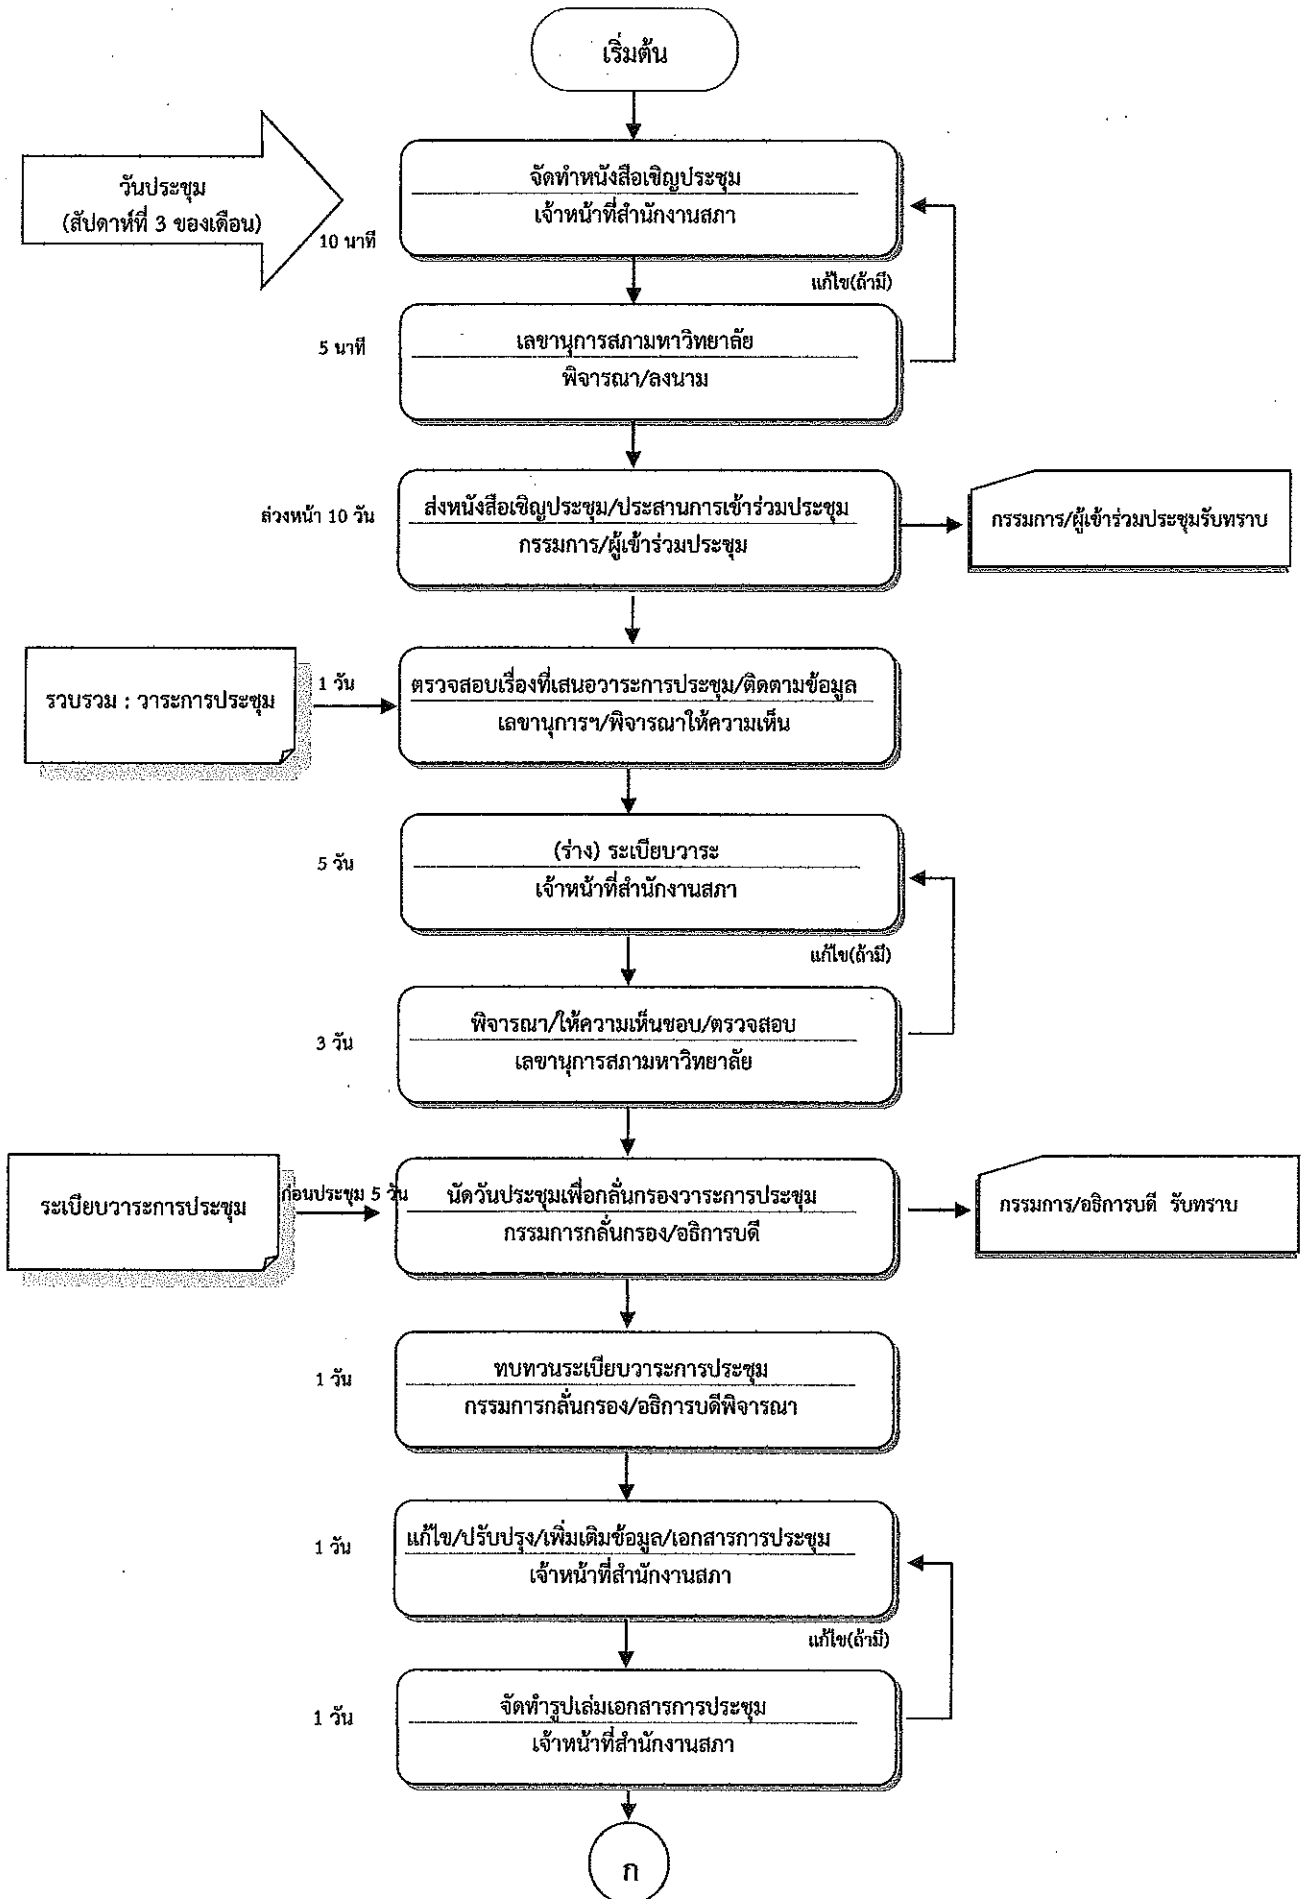 เริ่มต้น
วันประชุม
(สัปดาห์ที่ 3 ของเดือน)
10 นาที
จัดทำหนังสือเชิญประชุม
เจ้าหน้าที่สำนักงานสภา
แก้ไข(ถ้ามี)
5 นาที
เลขานุการสภามหาวิทยาลัย
พิจารณา/ลงนาม
ล่วงหน้า 10 วัน
ส่งหนังสือเชิญประชุม/ประสานการเข้าร่วมประชุม
กรรมการ/ผู้เข้าร่วมประชุม
กรรมการ/ผู้เข้าร่วมประชุมรับทราบ
รวบรวม : วาระการประชุม
1 วัน
ตรวจสอบเรื่องที่เสนอวาระการประชุม/ติดตามข้อมูล
เลขานุการฯ/พิจารณาให้ความเห็น
5 วัน
(ร่าง) ระเบียบวาระ
เจ้าหน้าที่สำนักงานสภา
แก้ไข(ถ้ามี)
3 วัน
พิจารณา/ให้ความเห็นชอบ/ตรวจสอบ
เลขานุการสภามหาวิทยาลัย
ระเบียบวาระการประชุม
ก่อนประชุม 5 วัน
นัดวันประชุมเพื่อกลั่นกรองวาระการประชุม
กรรมการกลั่นกรอง/อธิการบดี
กรรมการ/อธิการบดี รับทราบ
1 วัน
ทบทวนระเบียบวาระการประชุม
กรรมการกลั่นกรอง/อธิการบดีพิจารณา
1 วัน
แก้ไข/ปรับปรุง/เพิ่มเติมข้อมูล/เอกสารการประชุม
เจ้าหน้าที่สำนักงานสภา
แก้ไข(ถ้ามี)
1 วัน
จัดทำรูปเล่มเอกสารการประชุม
เจ้าหน้าที่สำนักงานสภา
ก